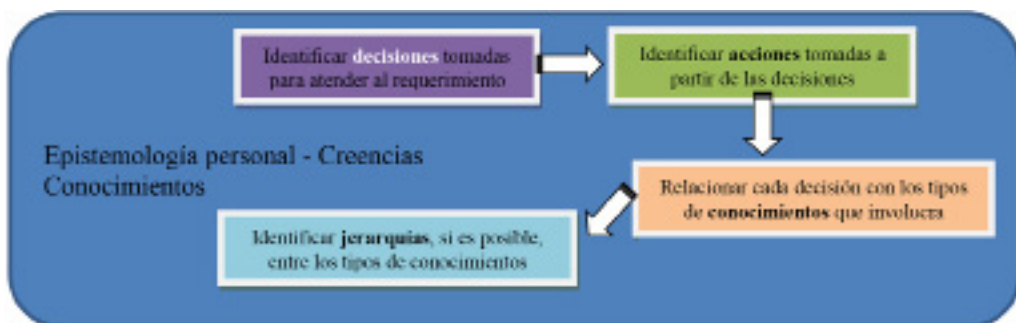 Identificar decisiones tomadas
para atender al requerimiento
Identificar acciones tomadas a
partir de las decisiones
Epistemología personal - Creencias
Conocimientos
Relacionar cada decisión con los tipos
de conocimientos que involucra
Identificar jerarquías, si es posible,
entre los tipos de conocimientos